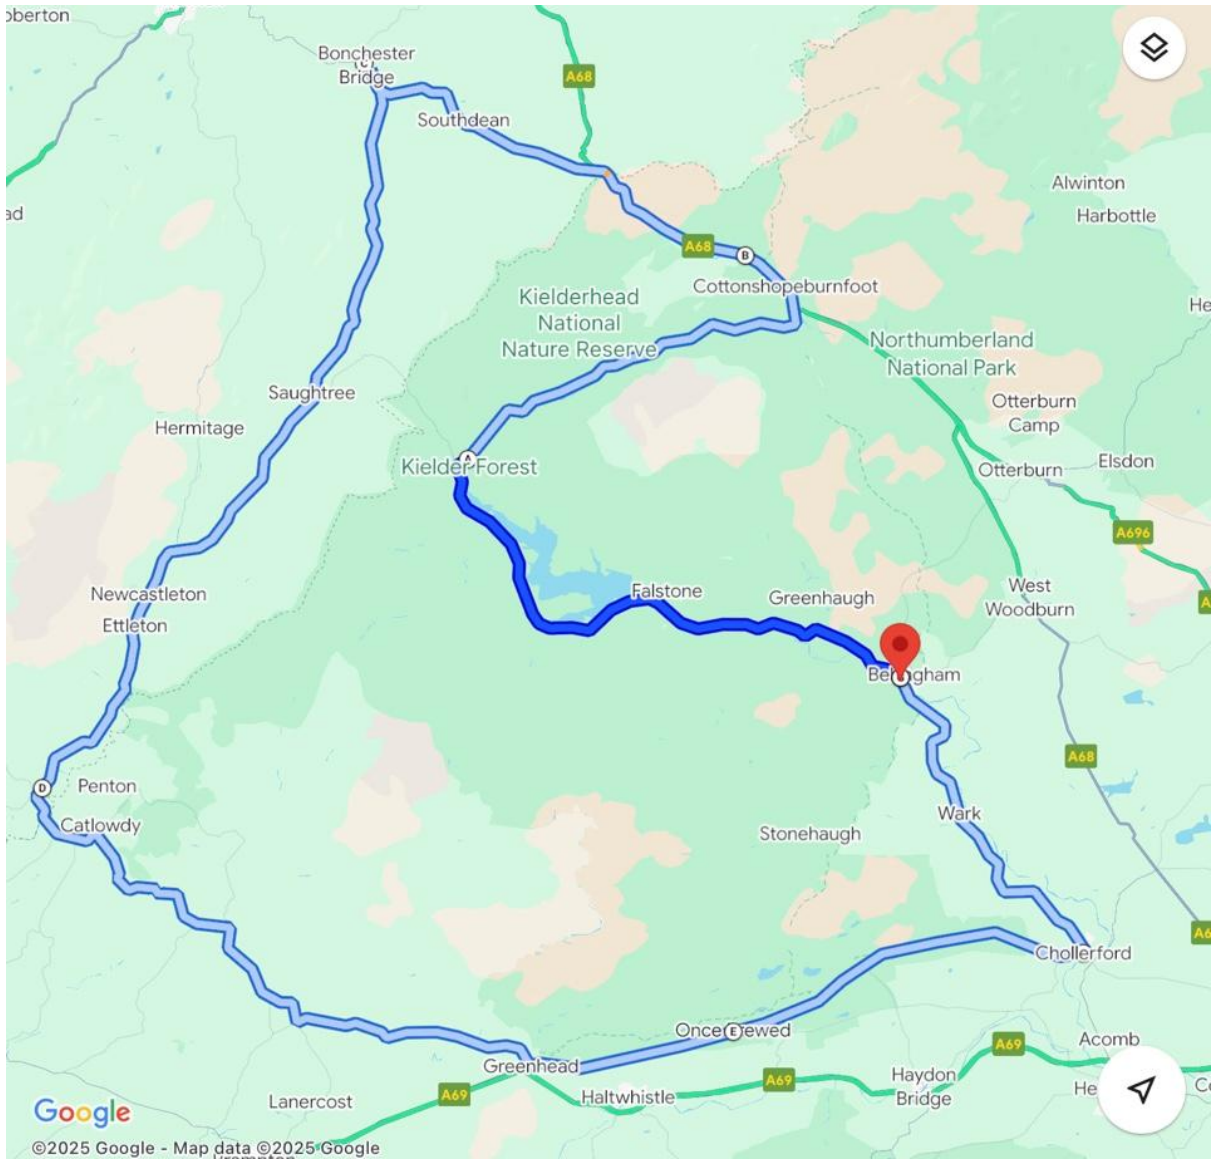 oberton
Bonchester
Bridge
C
A68
Southdean
Alwinton
Harbottle
ad
A68
B
Cottonshopeburnfoot
Kielderhead
National
Nature Reserve
He
Northumberland
National Park
Saughtree
Hermitage
Otterburn
Camp
A
Kielder Forest
Otterburn
Elsdon
A696
Newcastleton
Ettleton
Falstone
Greenhaugh
West
Woodburn
A
Bellingham
A68
D
Penton
Catlowdy
Wark
Stonehaugh
A6
Chollerford
Once Brewed
E
Greenhead
A69
Acomb
Haltwhistle
A69
A69
Haydon
Bridge
He
Co
Lanercost
Google
©2025 Google - Map data ©2025 Google